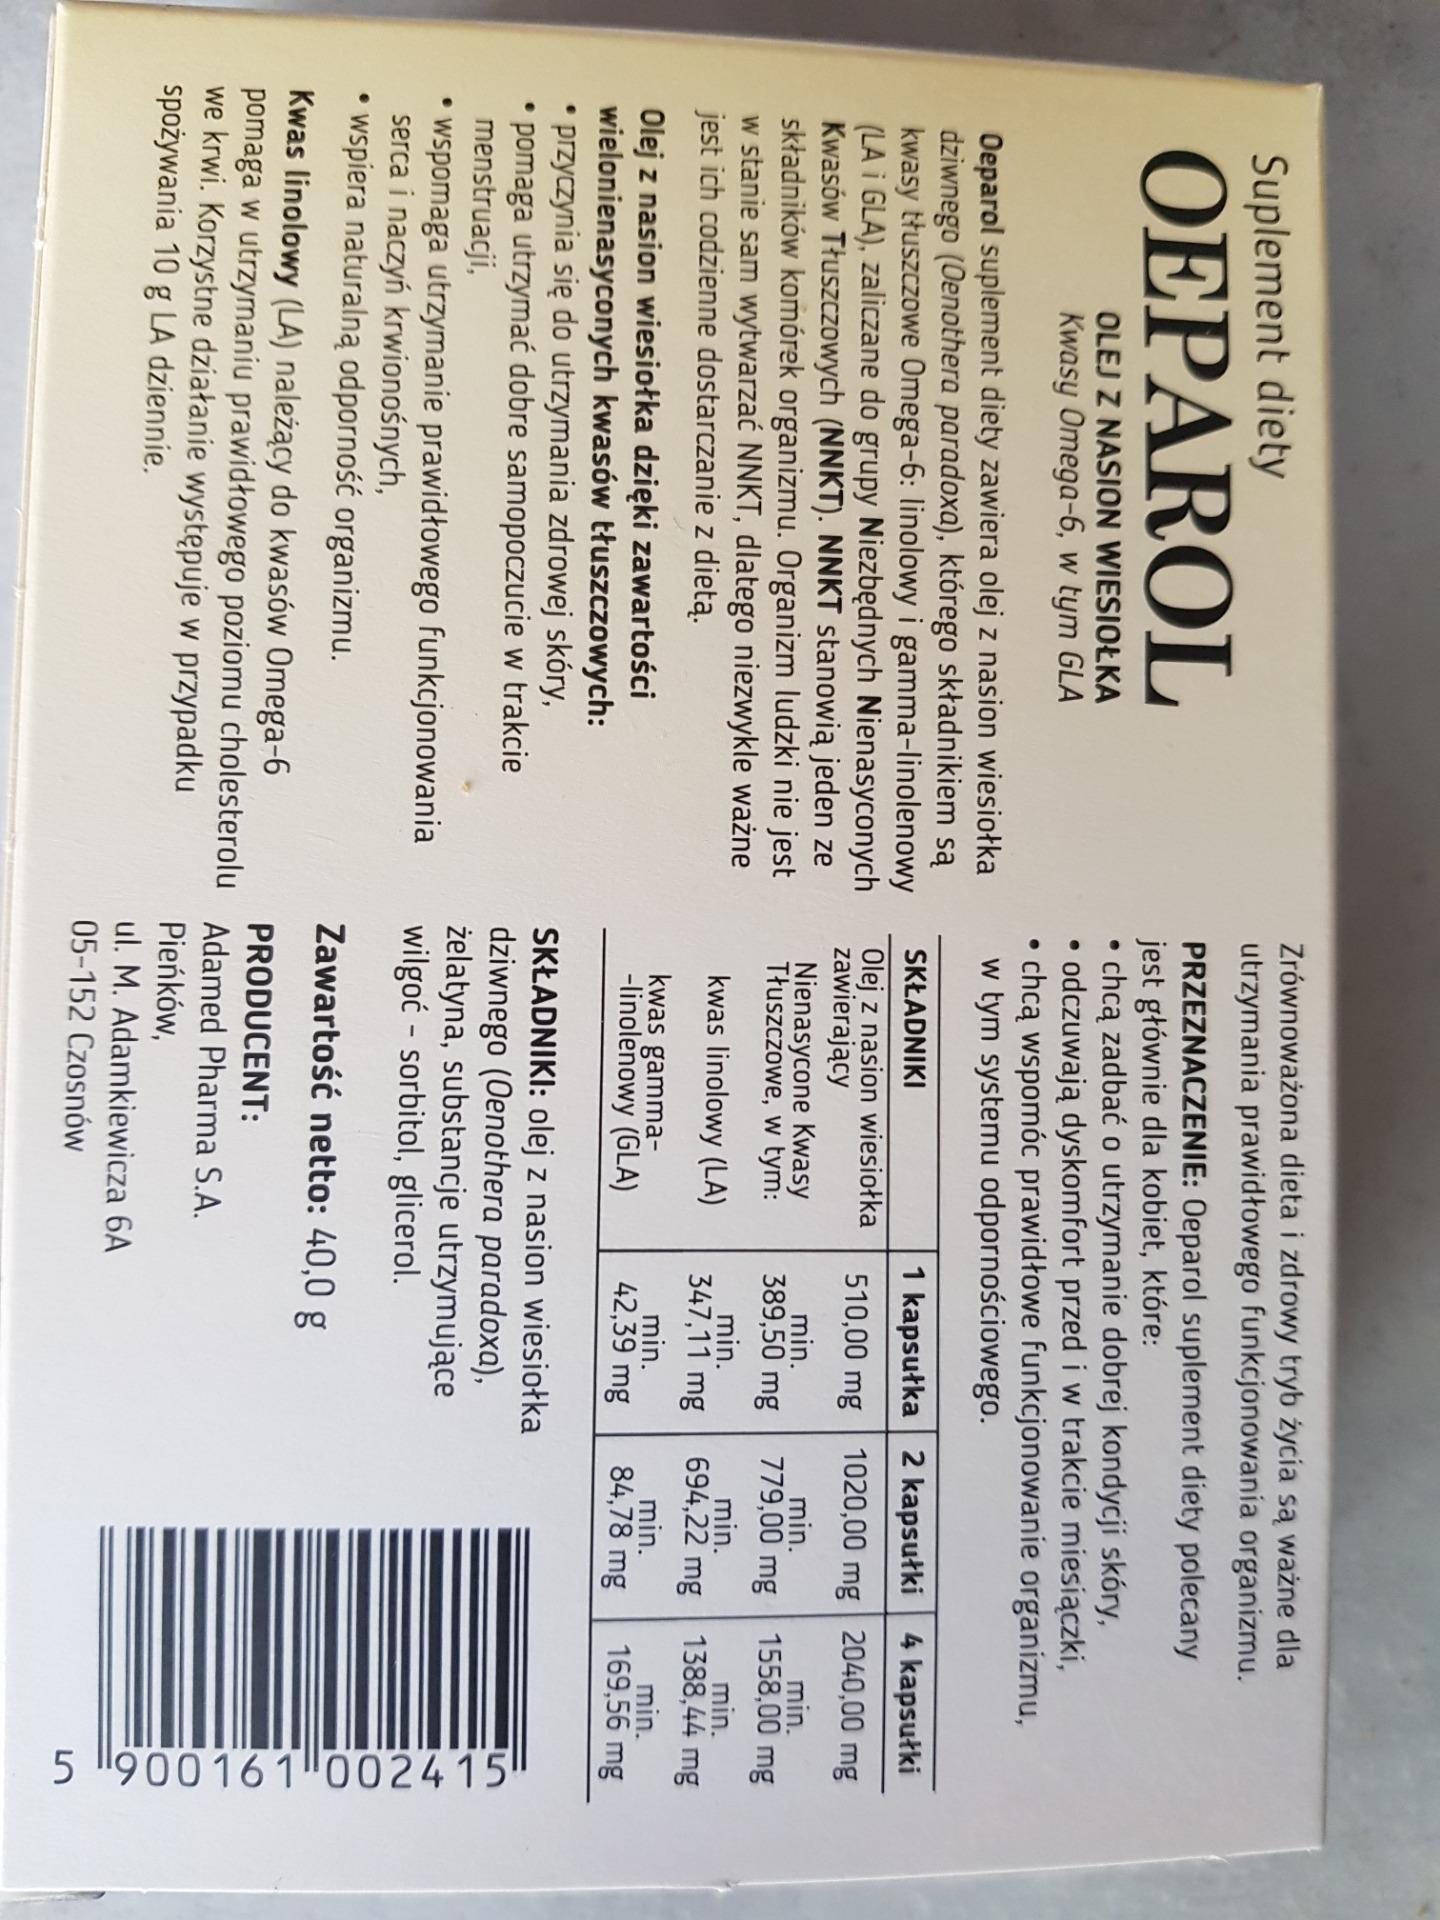 Suplement diety
OEPAROL
OLEJ Z NASION WIESIOŁKA
Kwasy Omega-6, w tym GLA
Oeparol suplement diety zawiera olej z nasion wiesiołka
dziwnego (Oenothera paradoxa), którego składnikiem są
kwasy tłuszczowe Omega-6: linolowy i gamma-linolenowy
(LA i GLA), zaliczane do grupy Niezbędnych Nienasyconych
Kwasów Tłuszczowych (NNKT). NNKT stanowią jeden ze
składników komórek organizmu. Organizm ludzki nie jest
w stanie sam wytwarzać NNKT, dlatego niezwykle ważne
jest ich codzienne dostarczanie z dietą.
Olej z nasion wiesiołka dzięki zawartości
wielonienasyconych kwasów tłuszczowych:
• przyczynia się do utrzymania zdrowej skóry,
• pomaga utrzymać dobre samopoczucie w trakcie
menstruacji,
• wspomaga utrzymanie prawidłowego funkcjonowania
serca i naczyń krwionośnych,
• wspiera naturalną odporność organizmu.
Kwas linolowy (LA) należący do kwasów Omega-6
pomaga w utrzymaniu prawidłowego poziomu cholesterolu
we krwi. Korzystne działanie występuje w przypadku
spożywania 10 g LA dziennie.
Zrównoważona dieta i zdrowy tryb życia są ważne dla
utrzymania prawidłowego funkcjonowania organizmu.
PRZEZNACZENIE: Oeparol suplement diety polecany
jest głównie dla kobiet, które:
• chcą zadbać o utrzymanie dobrej kondycji skóry,
• odczuwają dyskomfort przed i w trakcie miesiączki,
• chcą wspomóc prawidłowe funkcjonowanie organizmu,
w tym systemu odpornościowego.
SKŁADNIKI 1 kapsułka 2 kapsułki 4 kapsułki
Olej z nasion wiesiołka 510,00 mg 1020,00 mg 2040,00 mg
zawierający
Nienasycone Kwasy min. min. min.
Tłuszczowe, w tym: 389,50 mg 779,00 mg 1558,00 mg
min. min. min.
kwas linolowy (LA) 347,11 mg 694,22 mg 1388,44 mg
kwas gamma- min. min. min.
-linolenowy (GLA) 42,39 mg 84,78 mg 169,56 mg
SKŁADNIKI: olej z nasion wiesiołka
dziwnego (Oenothera paradoxa),
żelatyna, substancje utrzymujące
wilgoć - sorbitol, glicerol.
Zawartość netto: 40,0 g
PRODUCENT:
Adamed Pharma S.A.
Pieńków,
ul. M. Adamkiewicza 6A
05-152 Czosnów
5 900161 002415